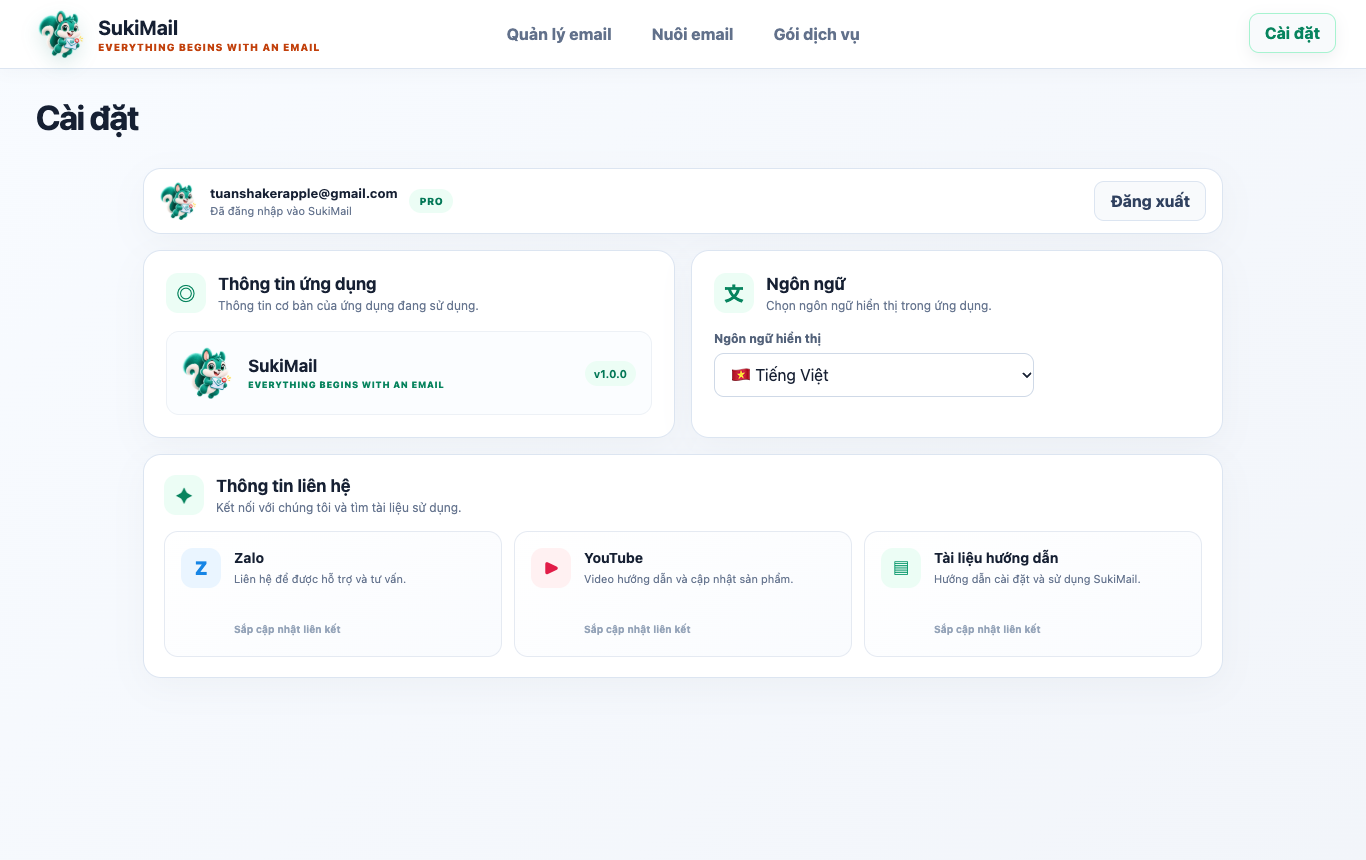 SukiMail
EVERYTHING BEGINS WITH AN EMAIL
Quản lý email
Nuôi email
Gói dịch vụ
Cài đặt
Cài đặt
tuanshakerapple@gmail.com
PRO
Đã đăng nhập vào SukiMail
Đăng xuất
Thông tin ứng dụng
Thông tin cơ bản của ứng dụng đang sử dụng.
SukiMail
EVERYTHING BEGINS WITH AN EMAIL
v1.0.0
文
Ngôn ngữ
Chọn ngôn ngữ hiển thị trong ứng dụng.
Ngôn ngữ hiển thị
Tiếng Việt
Thông tin liên hệ
Kết nối với chúng tôi và tìm tài liệu sử dụng.
Z
Zalo
Liên hệ để được hỗ trợ và tư vấn.
Sắp cập nhật liên kết
YouTube
Video hướng dẫn và cập nhật sản phẩm.
Sắp cập nhật liên kết
Tài liệu hướng dẫn
Hướng dẫn cài đặt và sử dụng SukiMail.
Sắp cập nhật liên kết